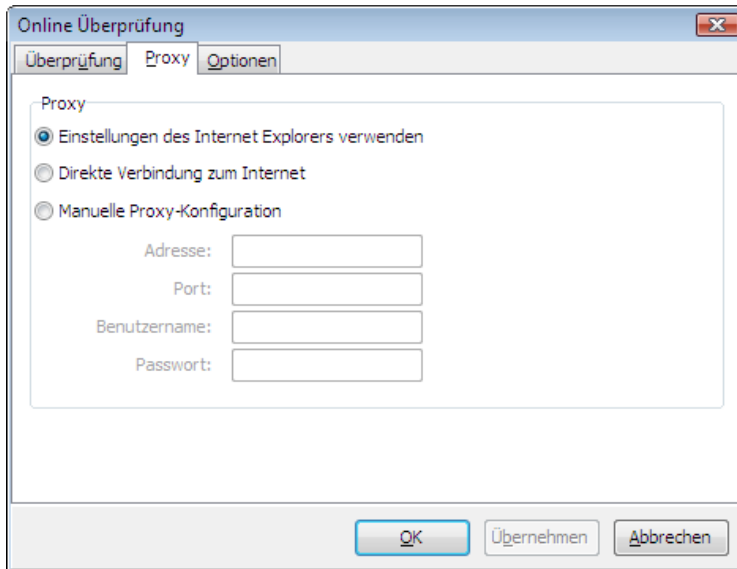 Online Überprüfung
Überprüfung Proxy Optionen
Proxy
Einstellungen des Internet Explorers verwenden
Direkte Verbindung zum Internet
Manuelle Proxy-Konfiguration
Adresse:
Port:
Benutzername:
Passwort:
OK Übernehmen Abbrechen